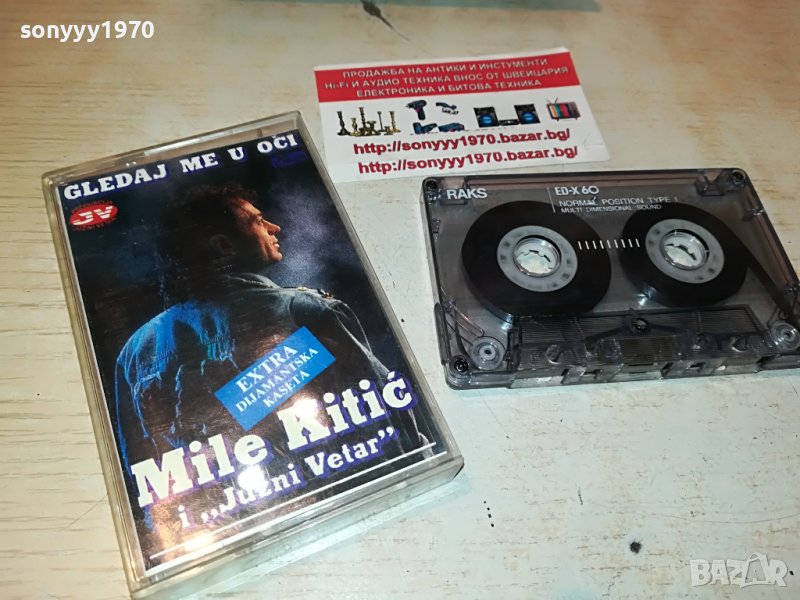 sonyyy1970
ПРОДАЖБА НА АНТИКИ И ИНСТУМЕНТИ
Hi-Fi И АУДИО ТЕХНИКА ВНОС ОТ ШВЕЙЦАРИЯ
ЕЛЕКТРОНИКА И БИТОВА ТЕХНИКА
http://sonyyy1970.bazar.bg/
http://sonyyy1970.bazar.bg/
GLEDAJ ME U OČI
JV
EXTRA
DIJAMANTSKA
KASETA
Mile Kitić
i „Južni Vetar”
RAKS
ED-X 60
NORMAL POSITION TYPE I
MULTI DIMENSIONAL SOUND
BAZAR